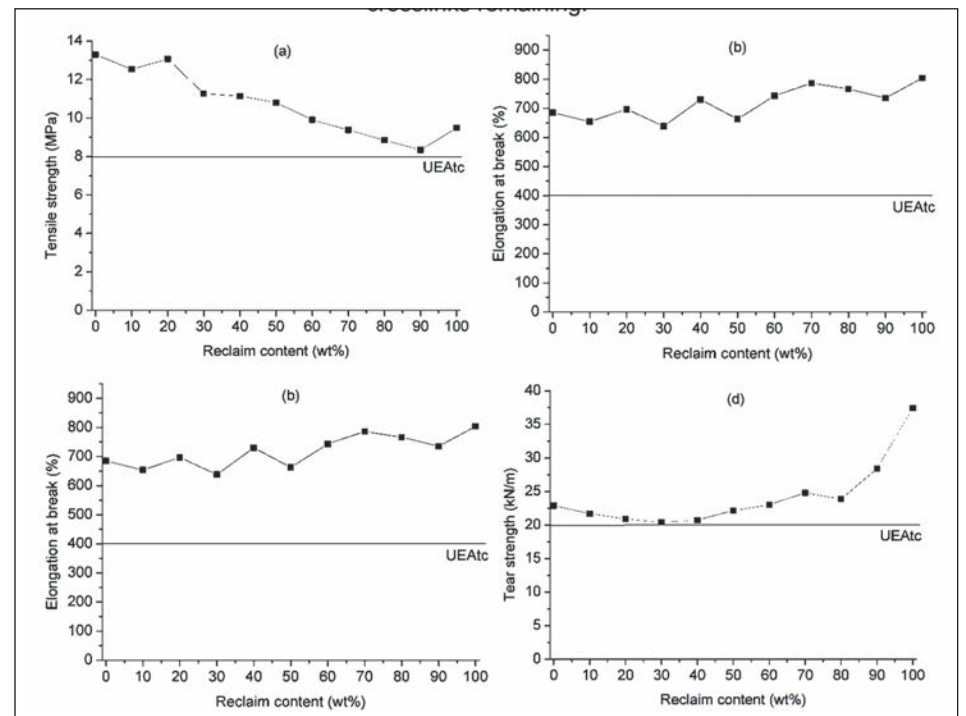 crosslinks remaining.
(a)
14
12
10
8
6
4
2
0
Tensile strength (MPa)
UEAtc
0 10 20 30 40 50 60 70 80 90 100
Reclaim content (wt%)
(b)
900
800
700
600
500
400
300
200
100
0
Elongation at break (%)
UEAtc
0 10 20 30 40 50 60 70 80 90 100
Reclaim content (wt%)
(b)
900
800
700
600
500
400
300
200
100
0
Elongation at break (%)
UEAtc
0 10 20 30 40 50 60 70 80 90 100
Reclaim content (wt%)
(d)
40
35
30
25
20
15
10
5
0
Tear strength (kN/m)
UEAtc
0 10 20 30 40 50 60 70 80 90 100
Reclaim content (wt%)